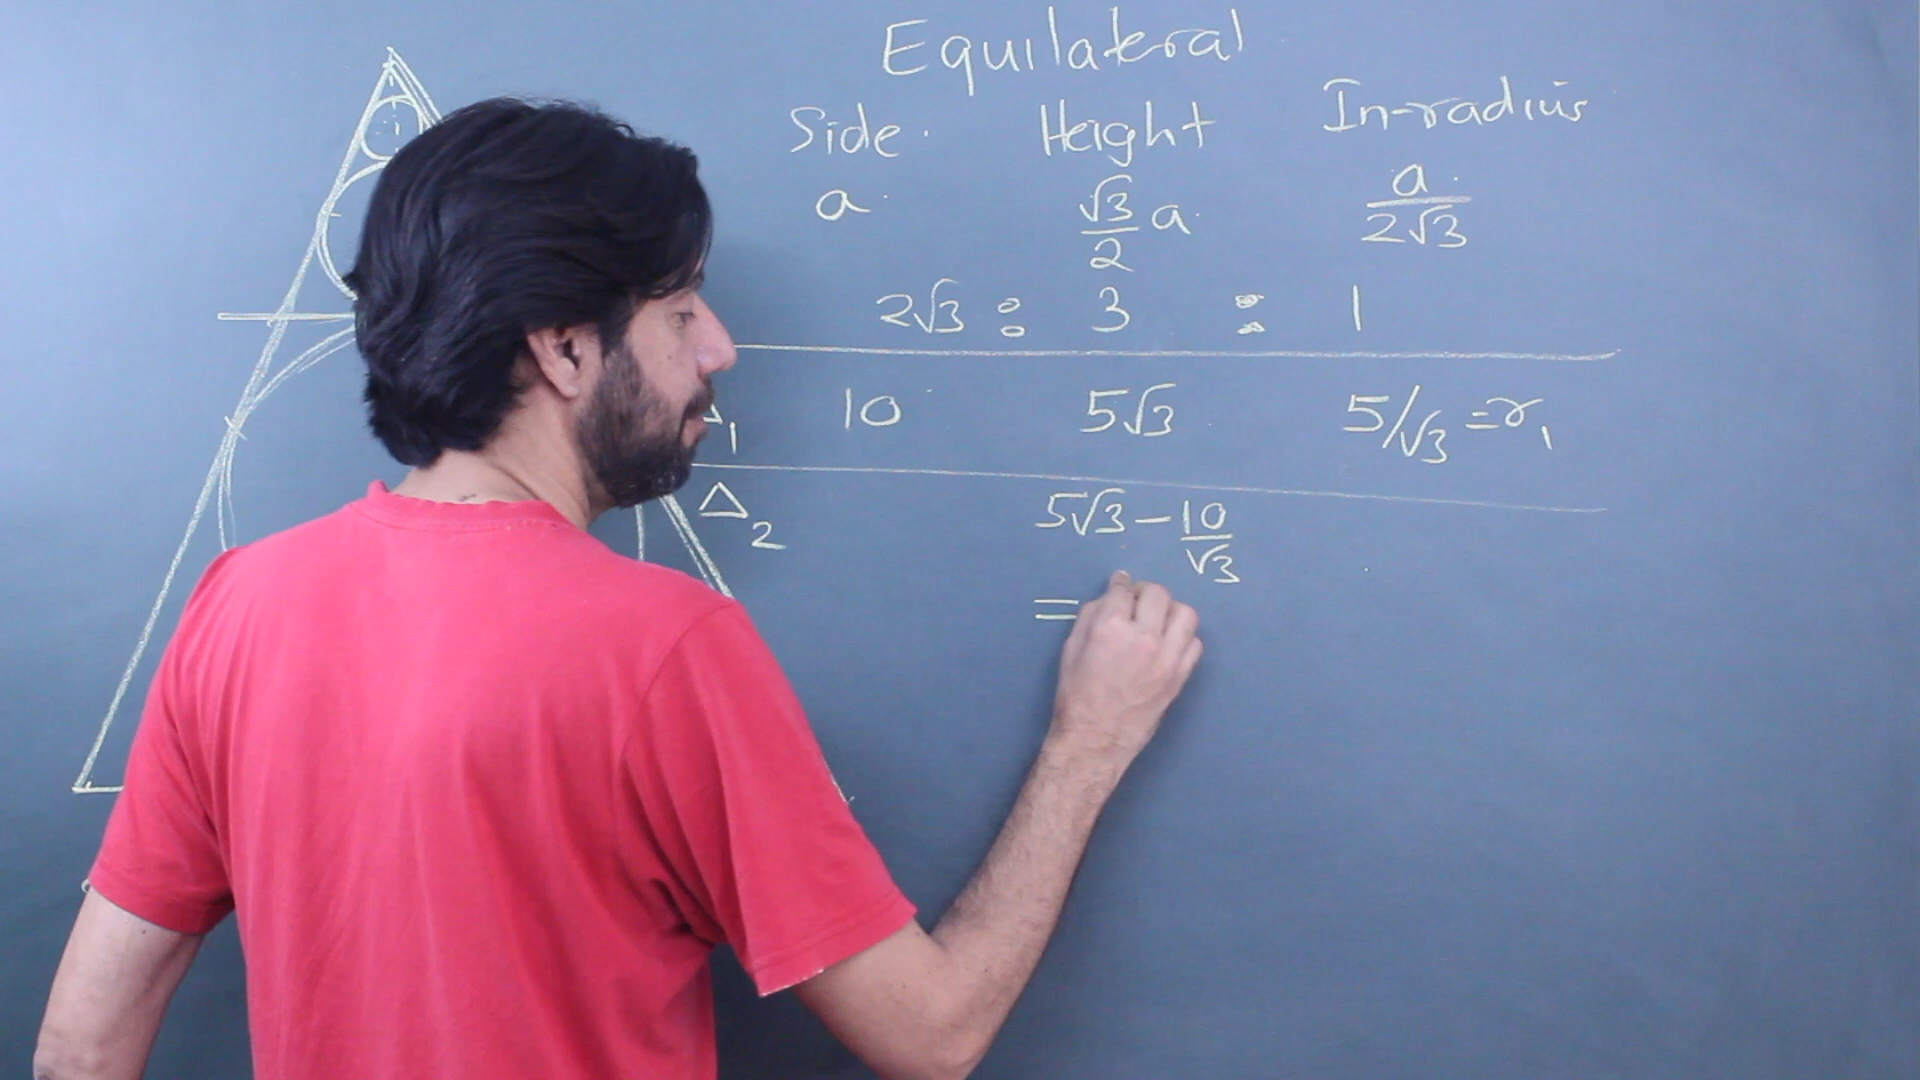 Equilateral
Side. Height In-radius
a. √3/2 a. a./2√3
2√3 : 3 : 1
Δ1 10 5√3 5/√3 = r1
Δ2 5√3 – 10/√3
=